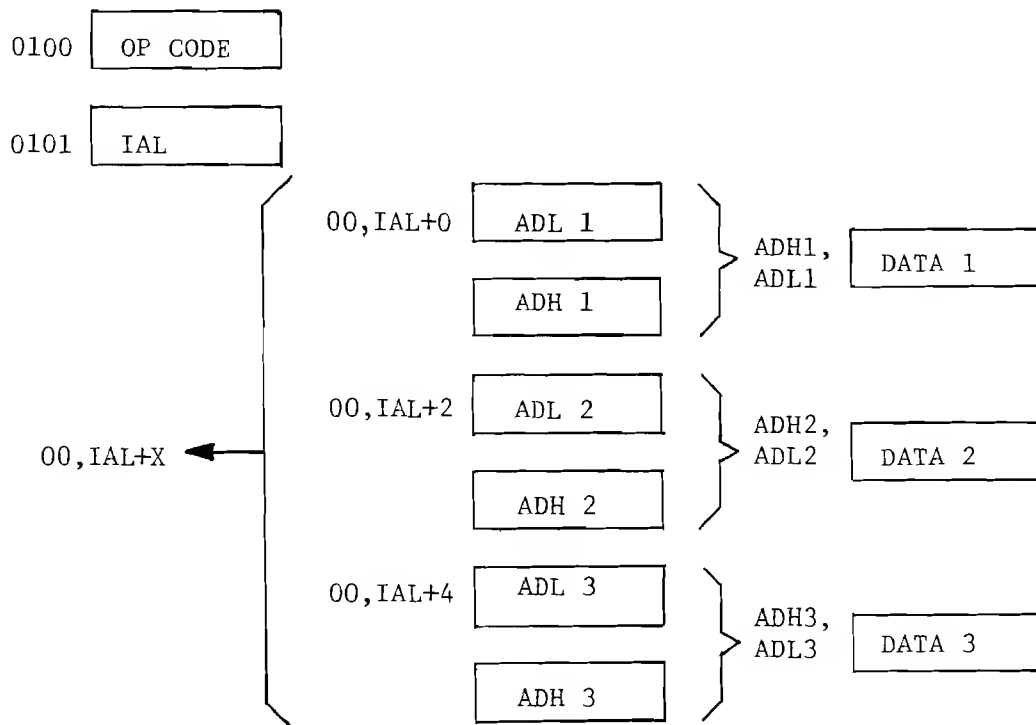 0100 OP CODE
0101 IAL
00,IAL+0 ADL 1
ADH 1
ADH1,
ADL1
DATA 1
00,IAL+2 ADL 2
ADH 2
ADH2,
ADL2
DATA 2
00,IAL+X
00,IAL+4 ADL 3
ADH 3
ADH3,
ADL3
DATA 3